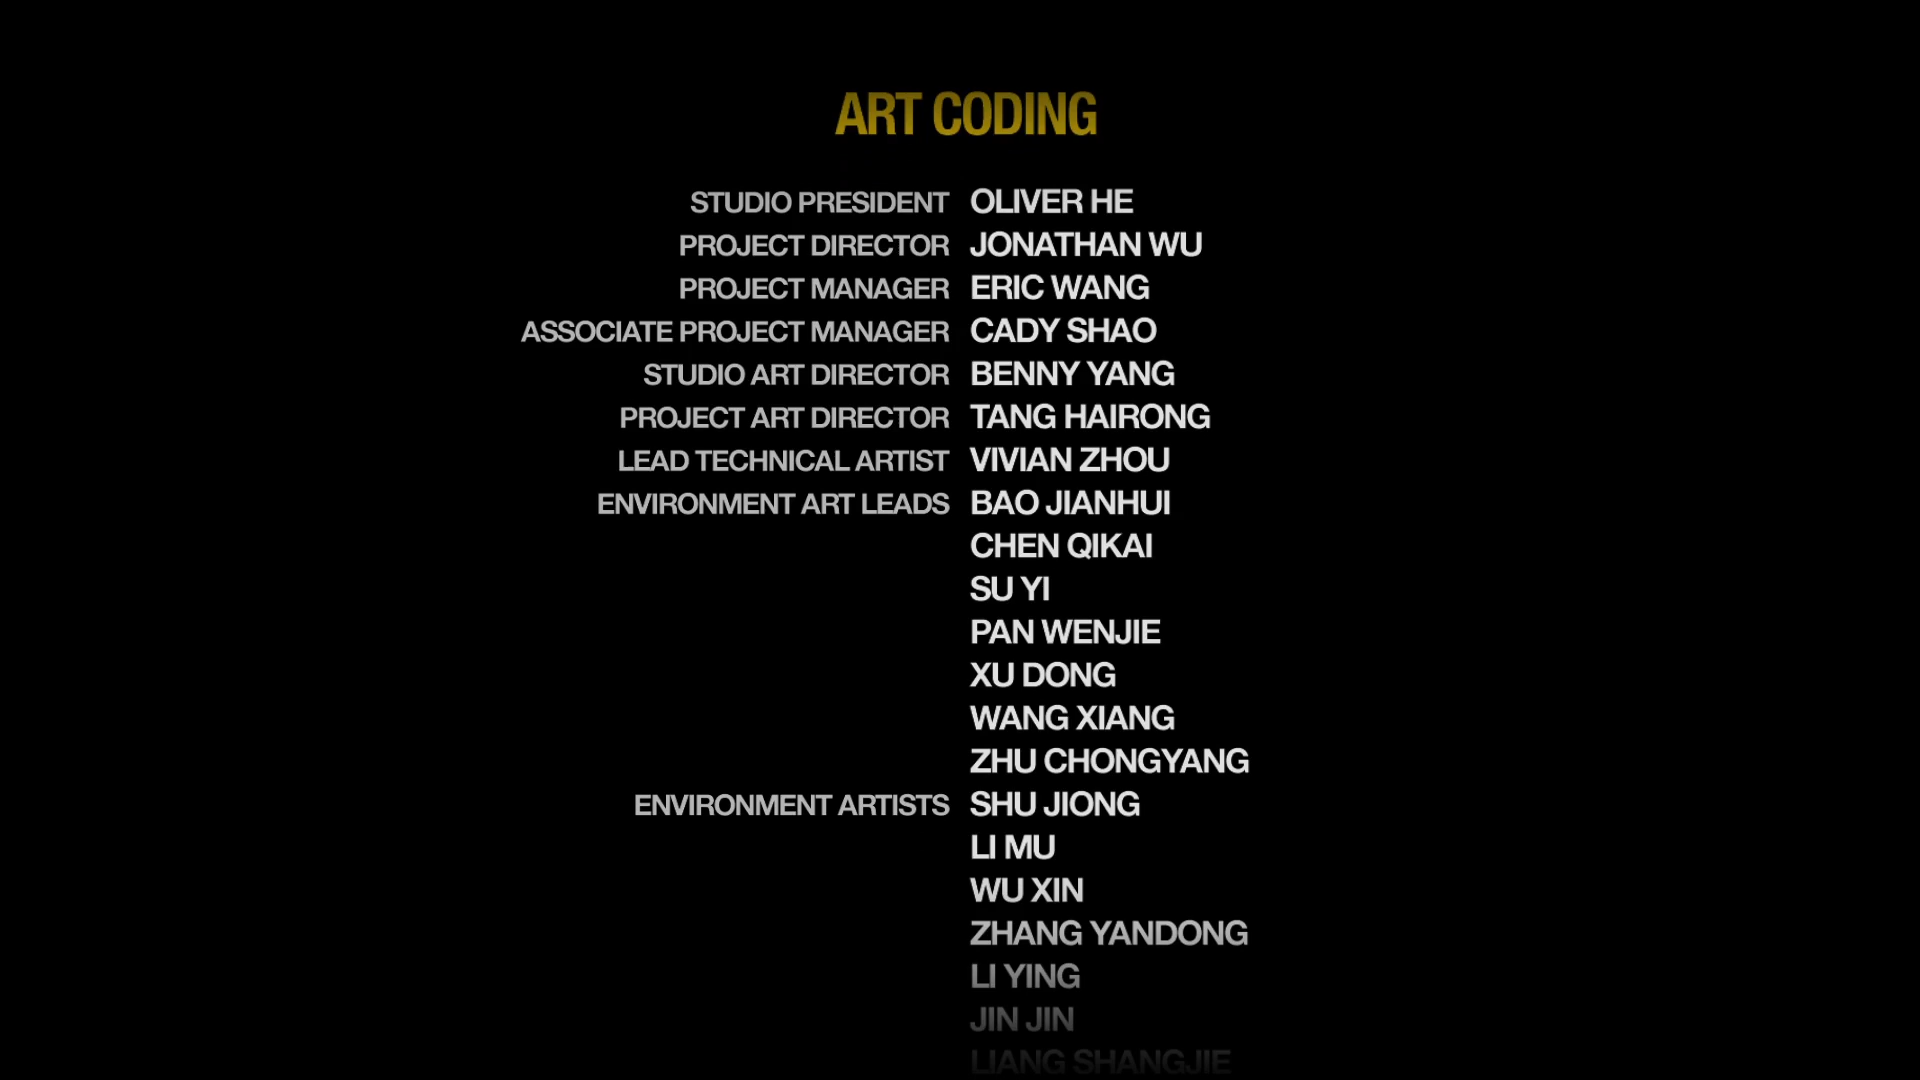 ART CODING
STUDIO PRESIDENT OLIVER HE
PROJECT DIRECTOR JONATHAN WU
PROJECT MANAGER ERIC WANG
ASSOCIATE PROJECT MANAGER CADY SHAO
STUDIO ART DIRECTOR BENNY YANG
PROJECT ART DIRECTOR TANG HAIRONG
LEAD TECHNICAL ARTIST VIVIAN ZHOU
ENVIRONMENT ART LEADS BAO JIANHUI
CHEN QIKAI
SU YI
PAN WENJIE
XU DONG
WANG XIANG
ZHU CHONGYANG
ENVIRONMENT ARTISTS SHU JIONG
LI MU
WU XIN
ZHANG YANDONG
LI YING
JIN JIN
LIANG SHANGJIE